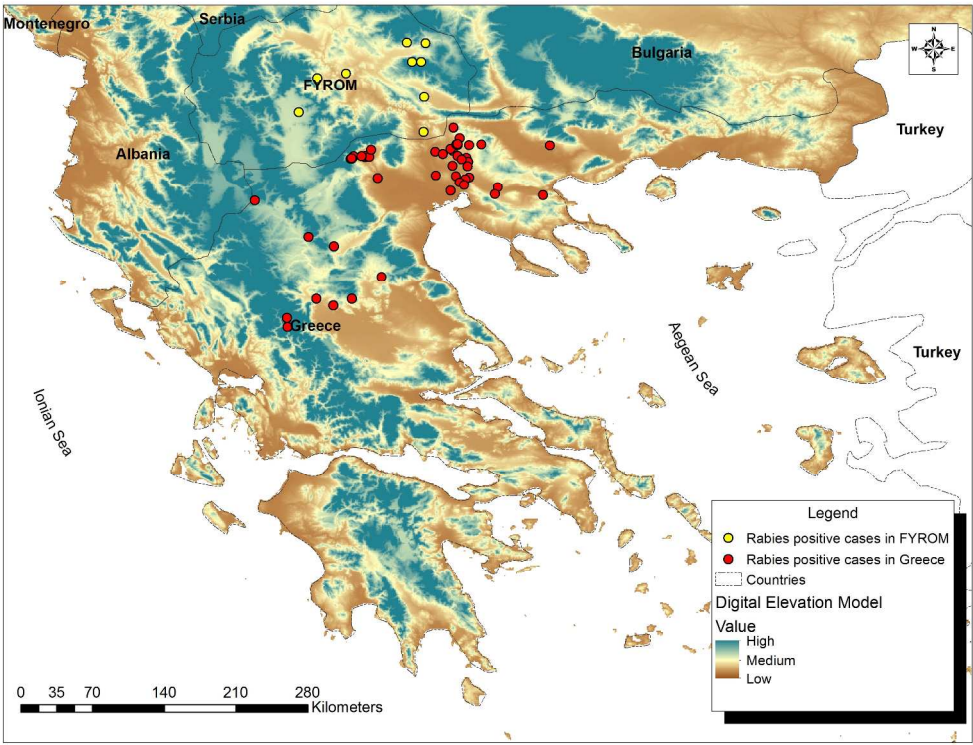 Montenegro
Serbia
Bulgaria
N
W E
S
FYROM
Turkey
Albania
Greece
Aegean Sea
Turkey
Ionian Sea
Legend
Rabies positive cases in FYROM
Rabies positive cases in Greece
Countries
Digital Elevation Model
Value
High
Medium
Low
0 35 70 140 210 280
Kilometers